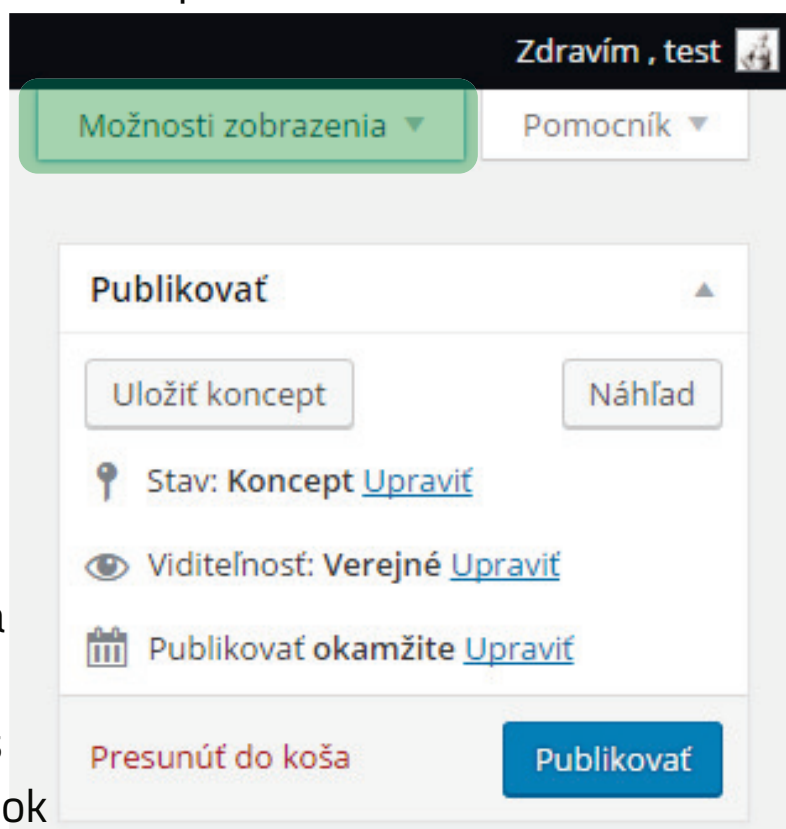 Zdravím , test
Možnosti zobrazenia
Pomocník
Publikovať
Uložiť koncept
Náhľad
Stav: Koncept Upraviť
Viditeľnosť: Verejné Upraviť
Publikovať okamžite Upraviť
Presunúť do koša
Publikovať
ok